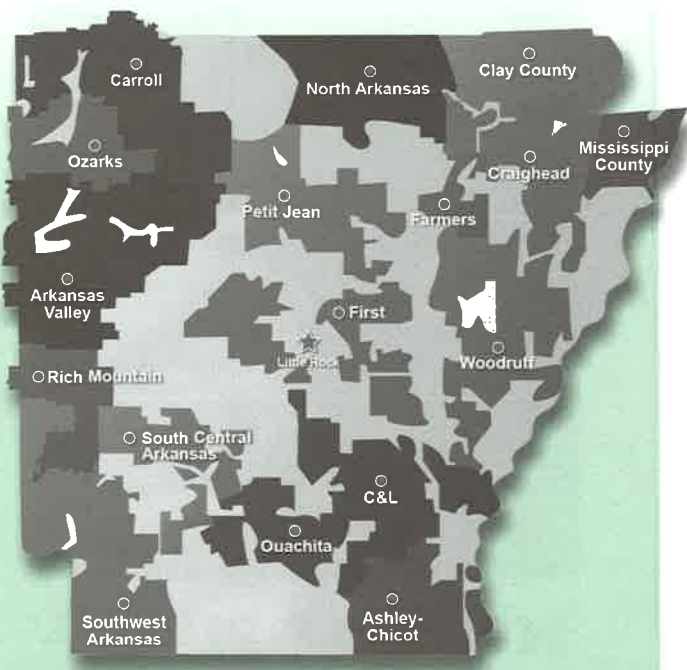 Carroll
North Arkansas
Clay County
Ozarks
Mississippi
County
Craighead
Petit Jean
Farmers
Arkansas
Valley
First
Little Rock
Woodruff
Rich Mountain
South Central
Arkansas
C&L
Ouachita
Southwest
Arkansas
Ashley-
Chicot